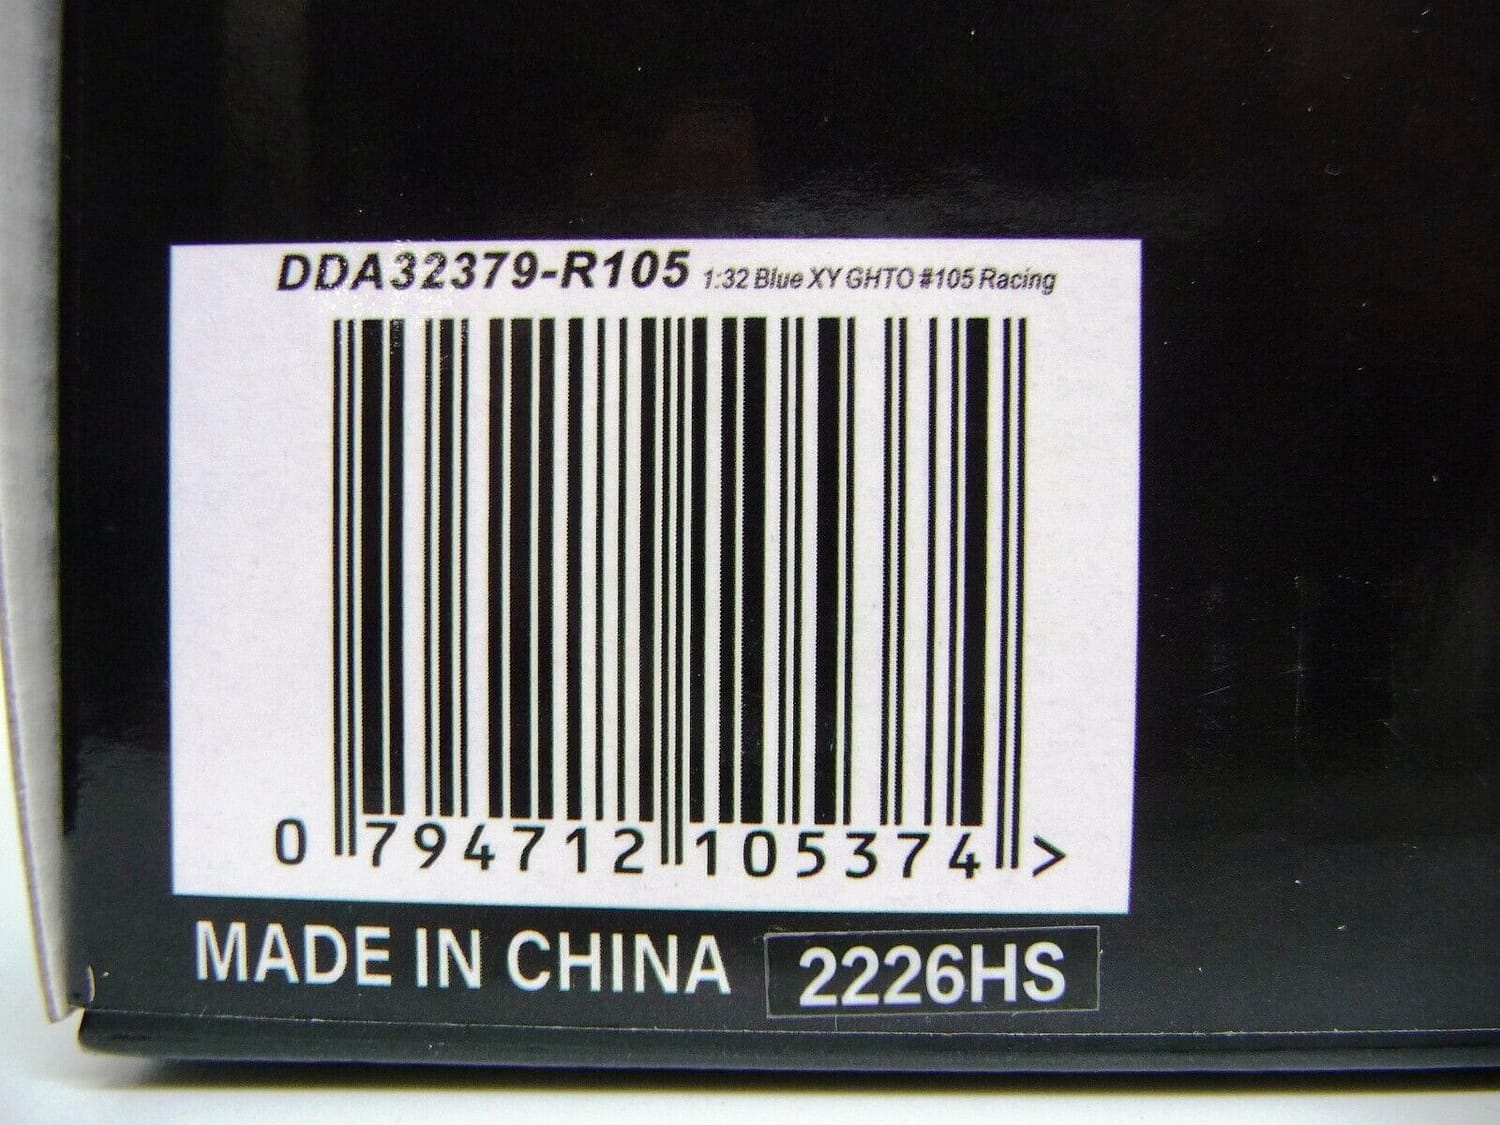 DDA32379-R105 1:32 Blue XY GHTO #105 Racing
0 794712 105374 >
MADE IN CHINA 2226HS